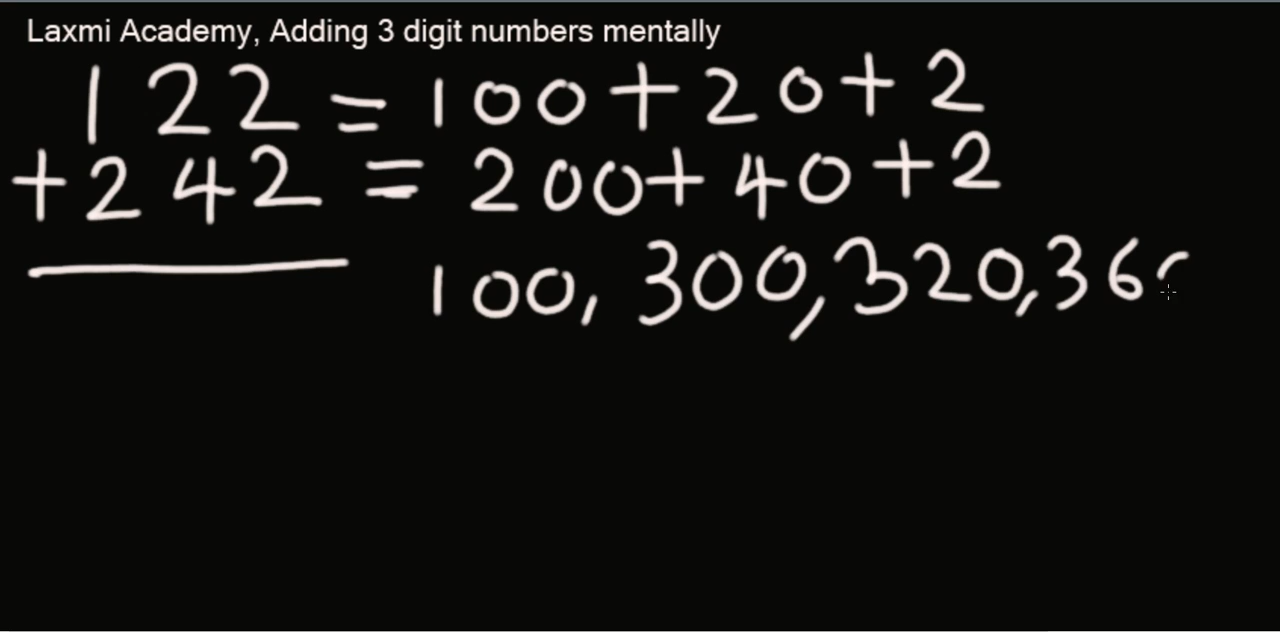 Laxmi Academy, Adding 3 digit numbers mentally
122 = 100 + 20 + 2
+242 = 200 + 40 + 2
100, 300, 320, 36